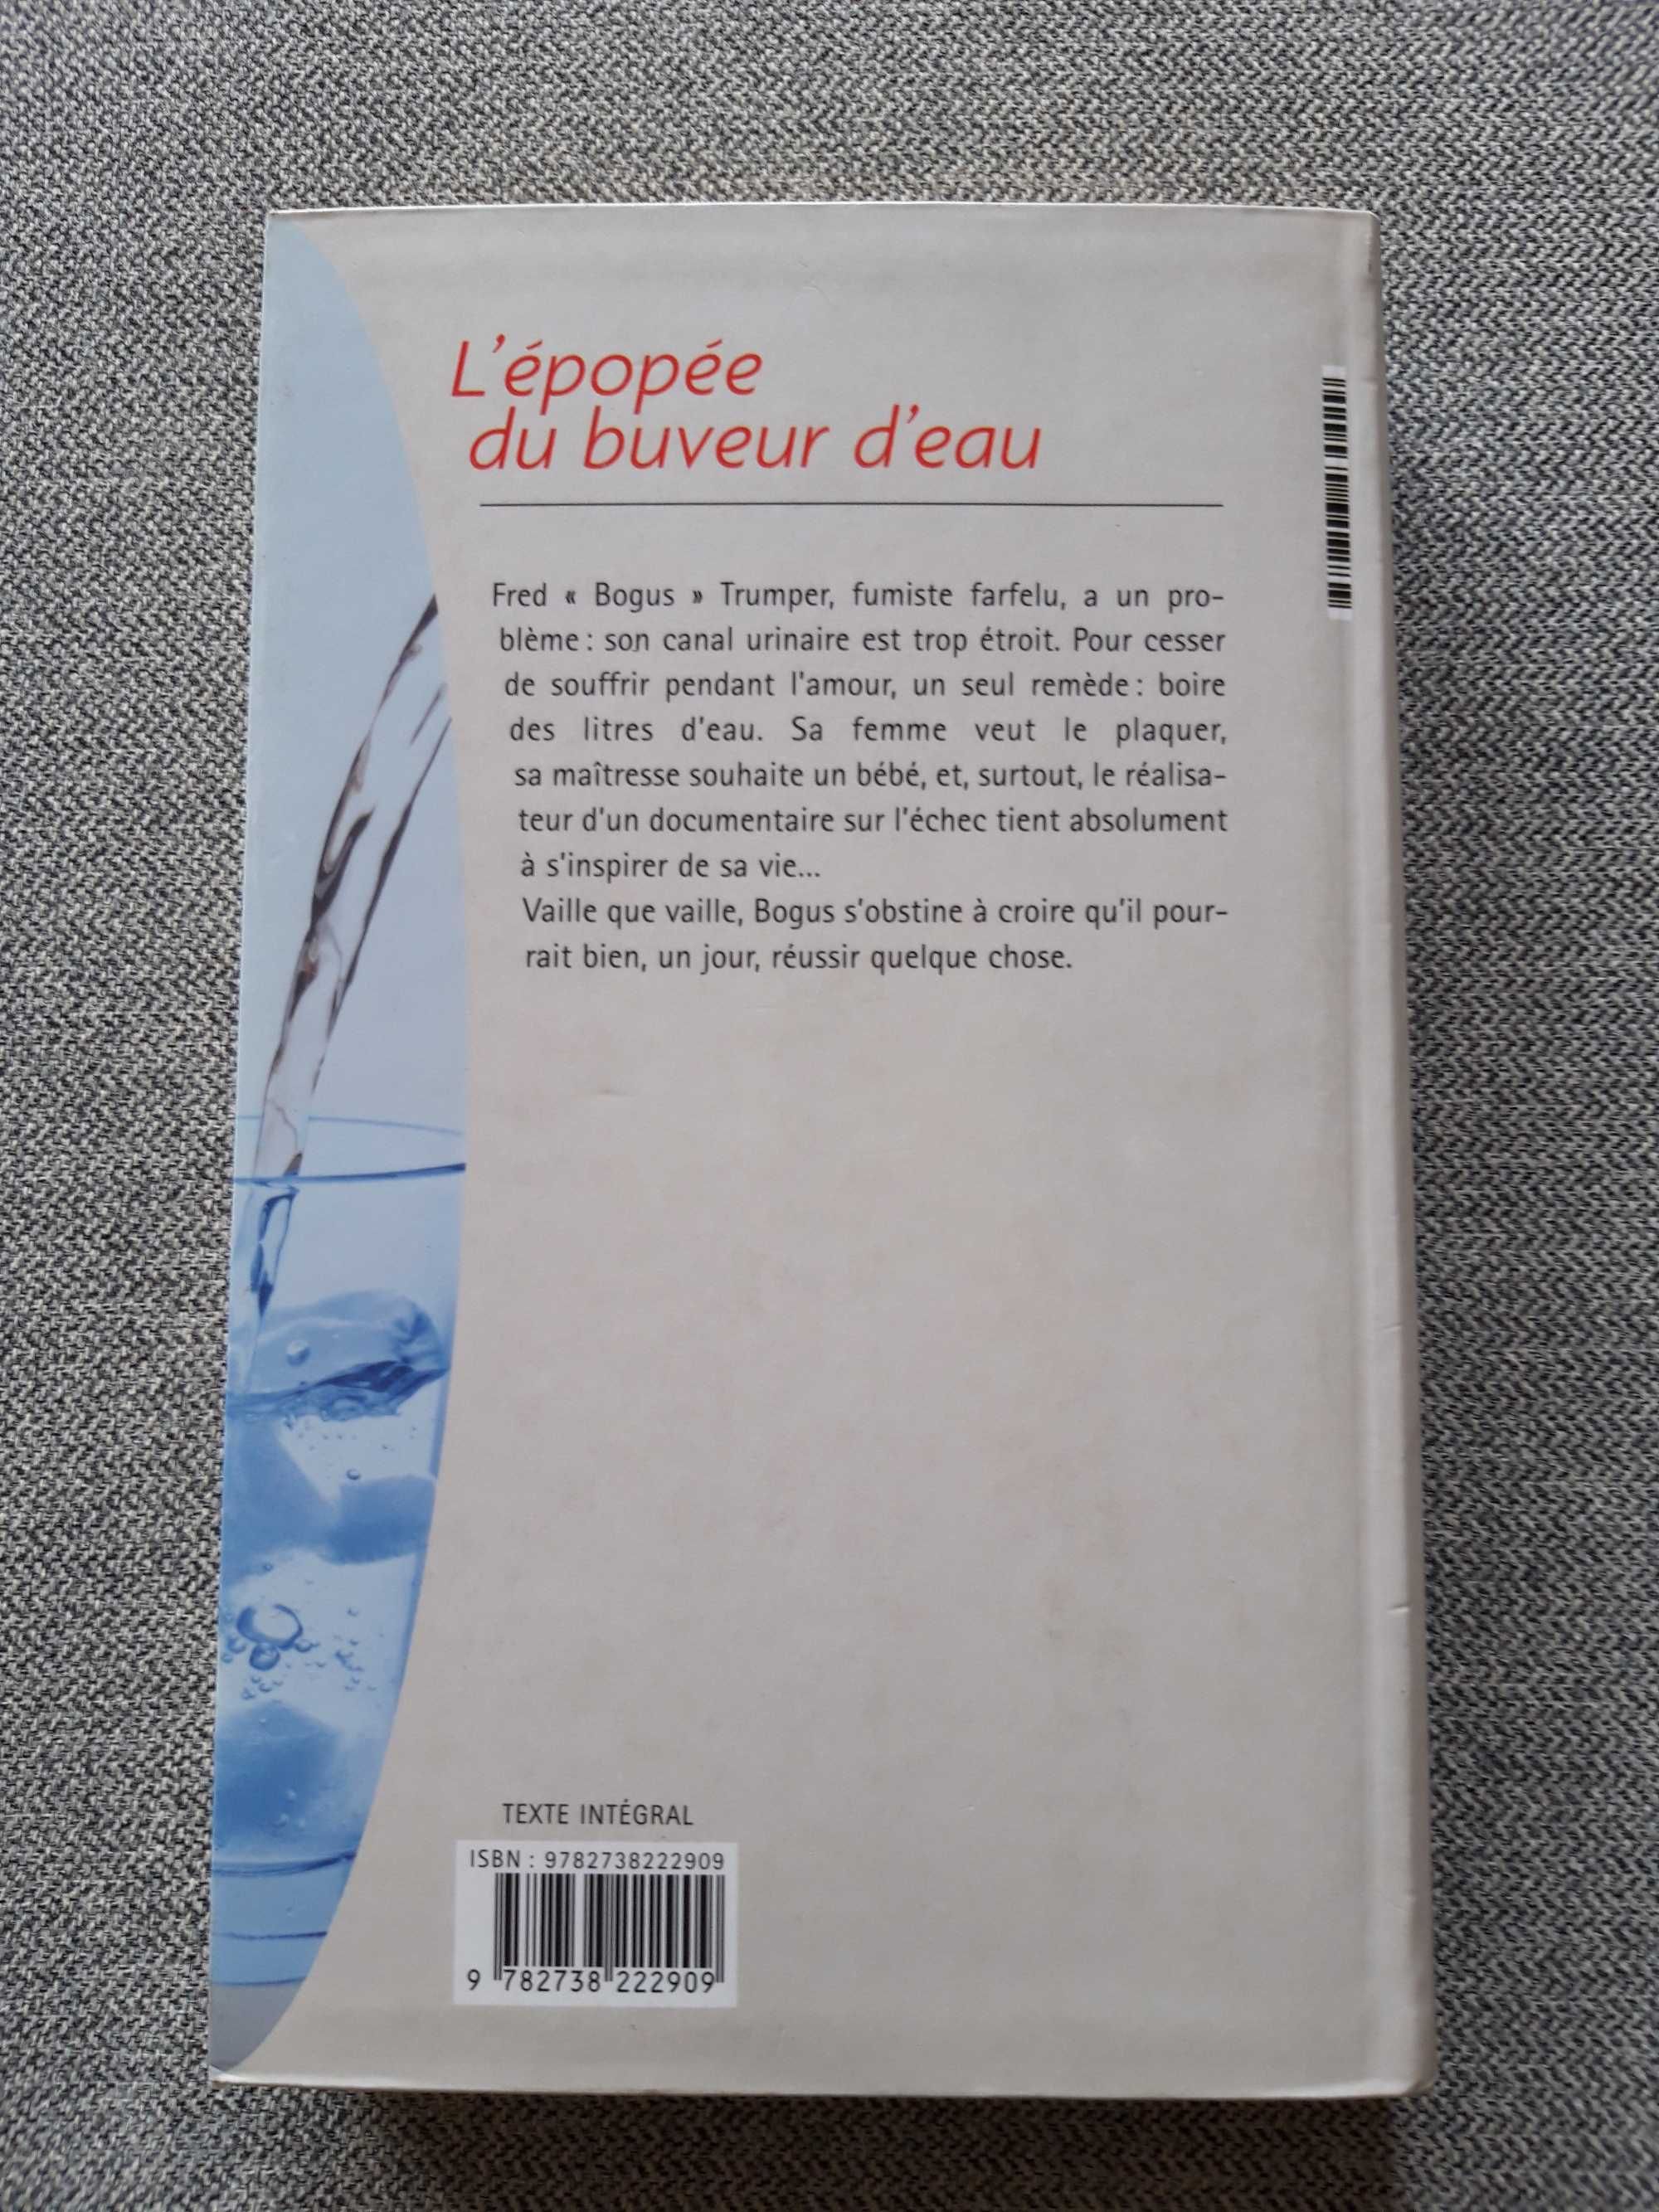 L'épopée
du buveur d'eau
Fred « Bogus » Trumper, fumiste farfelu, a un pro-
blème : son canal urinaire est trop étroit. Pour cesser
de souffrir pendant l'amour, un seul remède : boire
des litres d'eau. Sa femme veut le plaquer,
sa maîtresse souhaite un bébé, et, surtout, le réalisa-
teur d'un documentaire sur l'échec tient absolument
à s'inspirer de sa vie...
Vaille que vaille, Bogus s'obstine à croire qu'il pour-
rait bien, un jour, réussir quelque chose.
TEXTE INTÉGRAL
ISBN : 9782738222909
9 782738 222909